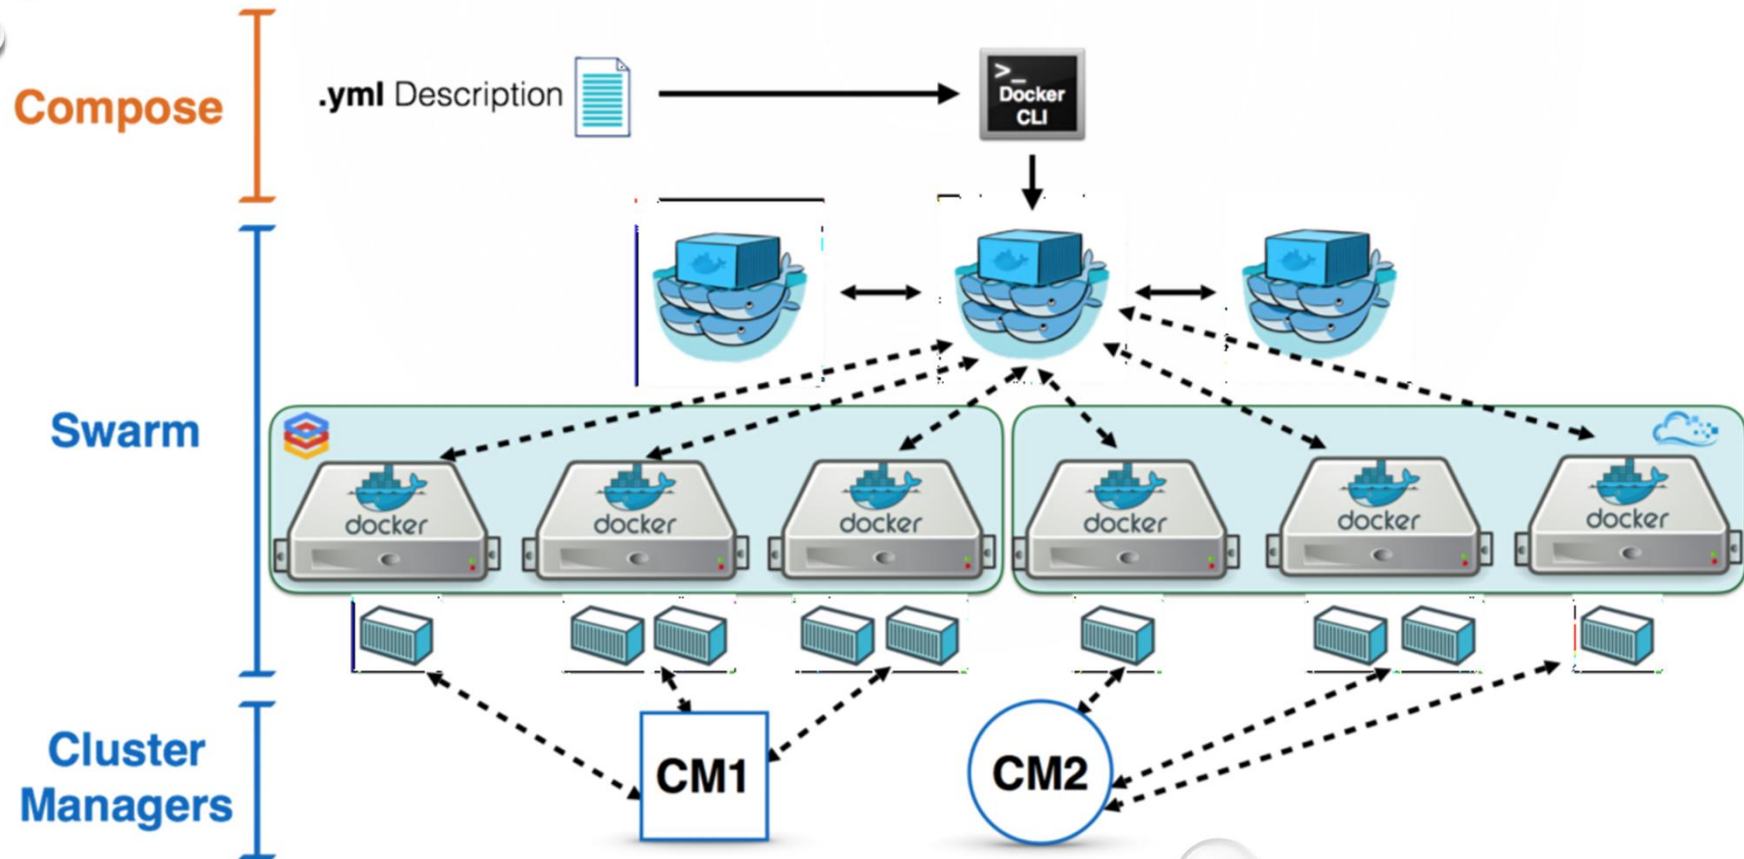 Compose
.yml Description
>_
Docker
CLI
Swarm
docker
docker
docker
docker
docker
docker
Cluster
Managers
CM1
CM2